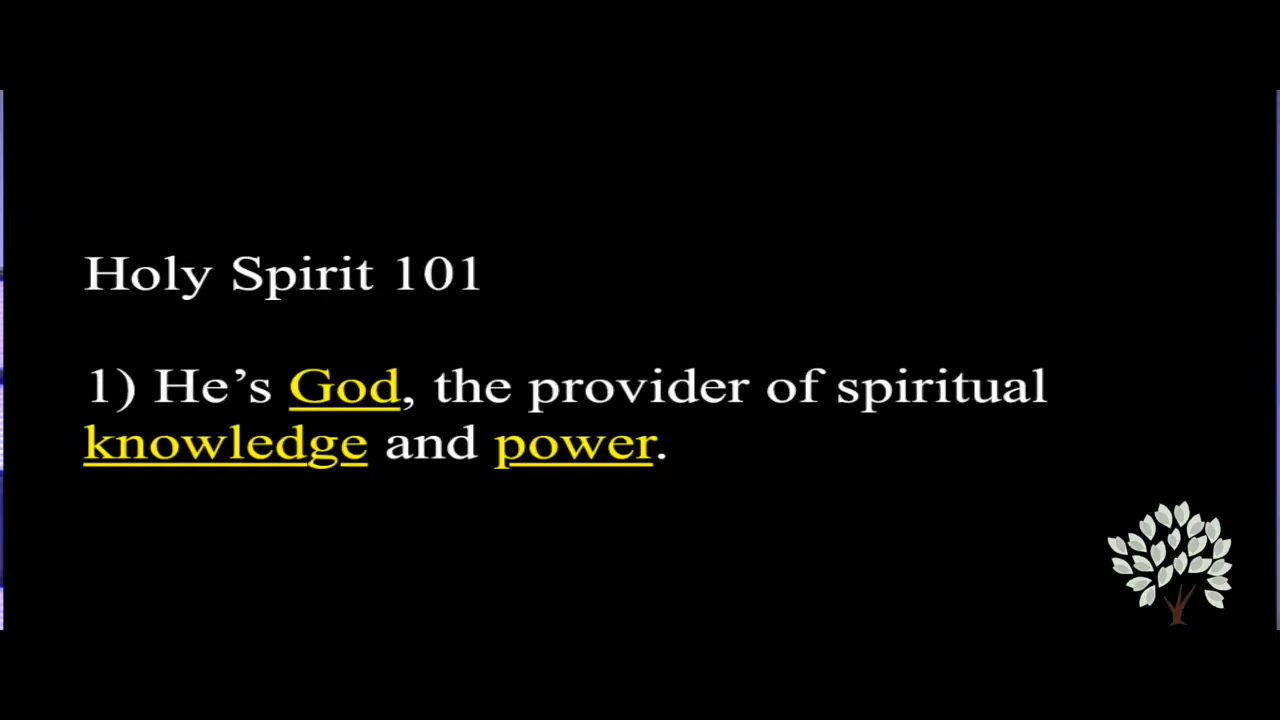 Holy Spirit 101
1) He’s God, the provider of spiritual
knowledge and power.